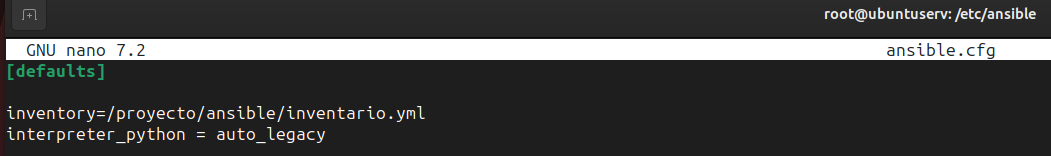 root@ubuntuserv: /etc/ansible
GNU nano 7.2 ansible.cfg
[defaults]
inventory=/proyecto/ansible/inventario.yml
interpreter_python = auto_legacy